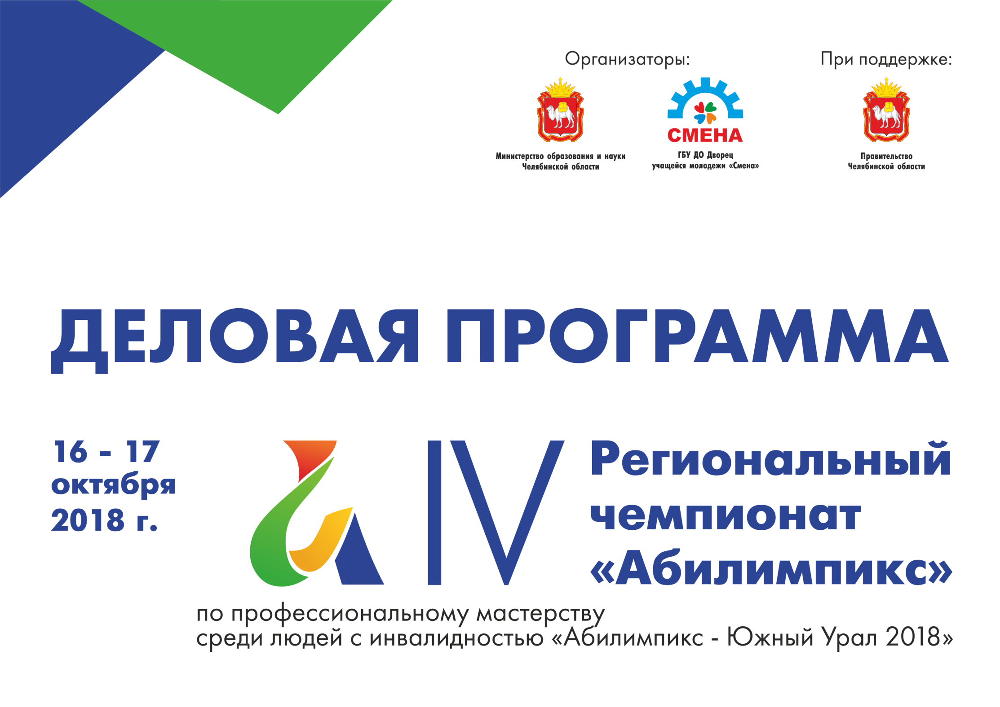 Организаторы:
При поддержке:
СМЕНА
Министерство образования и науки
Челябинской области
ГБУ ДО Дворец
учащейся молодежи «Смена»
Правительство
Челябинской области
ДЕЛОВАЯ ПРОГРАММА
16 - 17
октября
2018 г.
IV
Региональный
чемпионат
«Абилимпикс»
по профессиональному мастерству
среди людей с инвалидностью «Абилимпикс - Южный Урал 2018»